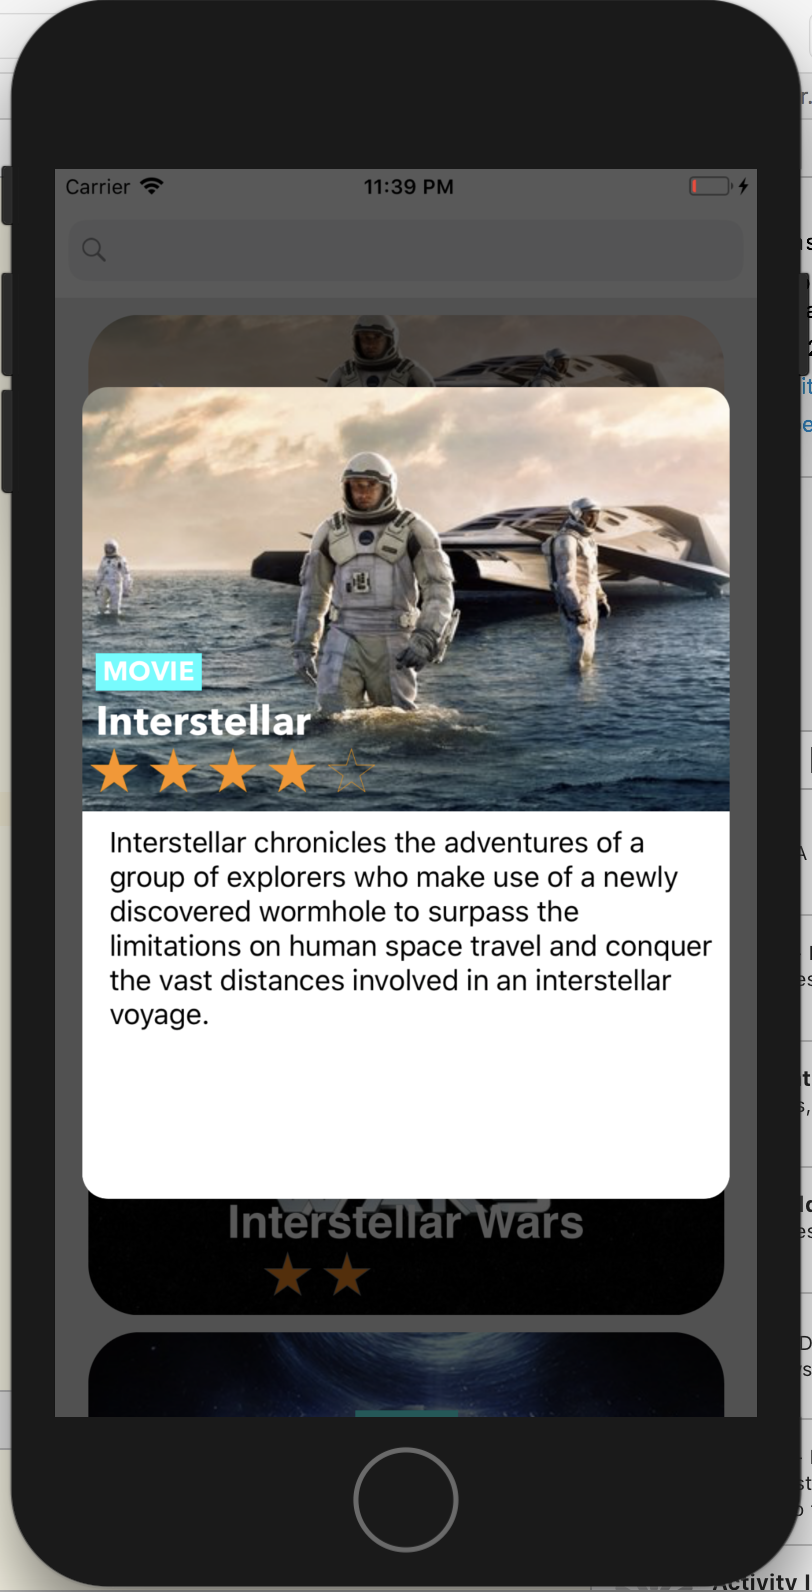 Carrier 11:39 PM
MOVIE
Interstellar
Interstellar chronicles the adventures of a
group of explorers who make use of a newly
discovered wormhole to surpass the
limitations on human space travel and conquer
the vast distances involved in an interstellar
voyage.
Interstellar Wars